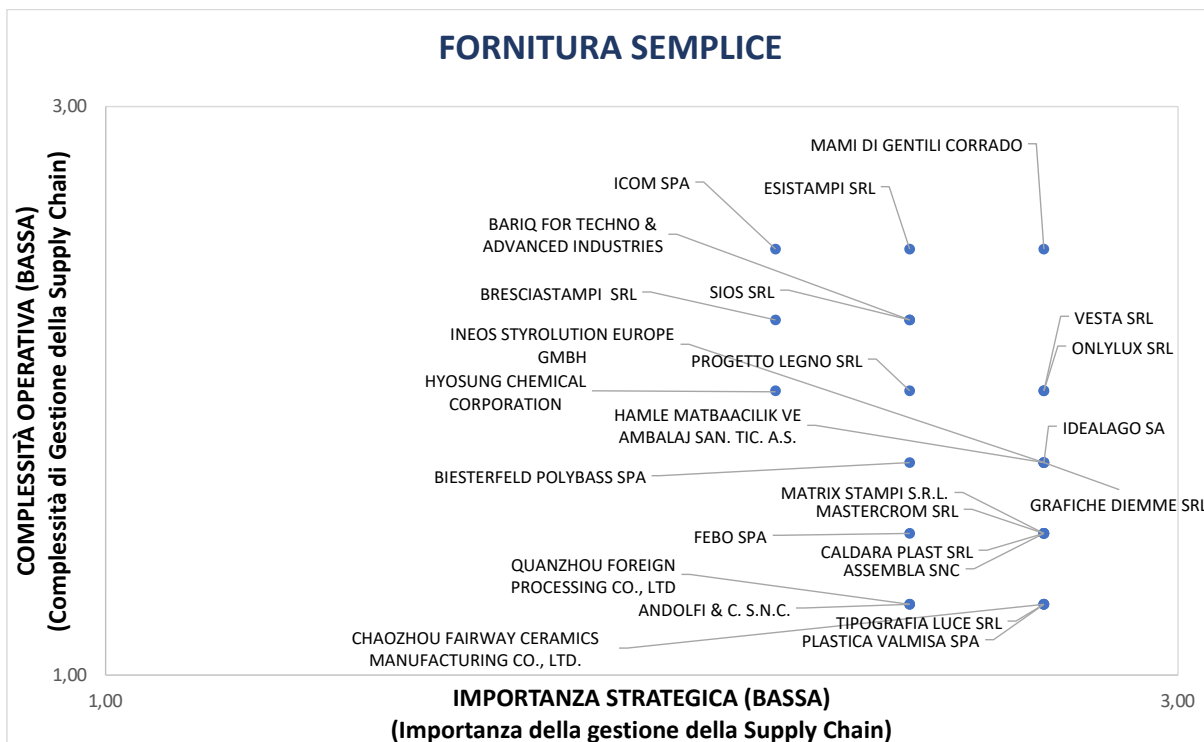 FORNITURA SEMPLICE
3,00
MAMI DI GENTILI CORRADO
ICOM SPA
ESISTAMPI SRL
BARIQ FOR TECHNO &
ADVANCED INDUSTRIES
BRESCIASTAMPI  SRL
SIOS SRL
VESTA SRL
INEOS STYROLUTION EUROPE
GMBH
PROGETTO LEGNO SRL
ONLYLUX SRL
HYOSUNG CHEMICAL
CORPORATION
HAMLE MATBAACILIK VE
AMBALAJ SAN. TIC. A.S.
IDEALAGO SA
BIESTERFELD POLYBASS SPA
MATRIX STAMPI S.R.L.
GRAFICHE DIEMME SRL
MASTERCROM SRL
FEBO SPA
CALDARA PLAST SRL
ASSEMBLA SNC
QUANZHOU FOREIGN
PROCESSING CO., LTD
ANDOLFI & C. S.N.C.
TIPOGRAFIA LUCE SRL
PLASTICA VALMISA SPA
CHAOZHOU FAIRWAY CERAMICS
MANUFACTURING CO., LTD.
COMPLESSITÀ OPERATIVA (BASSA)
(Complessità di Gestione della Supply Chain)
1,00
1,00
3,00
IMPORTANZA STRATEGICA (BASSA)
(Importanza della gestione della Supply Chain)